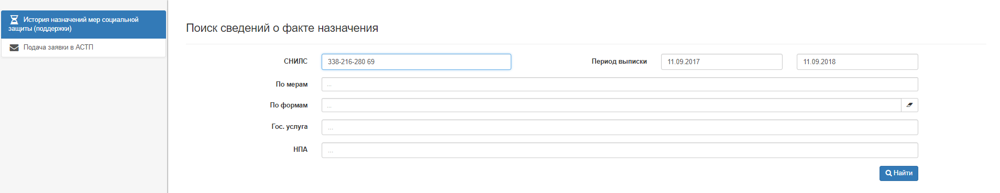 История назначений мер социальной
защиты (поддержки)
Подача заявки в АСТП
Поиск сведений о факте назначения
СНИЛС 338-216-280 69 Период выписки 11.09.2017 11.09.2018
По мерам ...
По формам ...
Гос. услуга ...
НПА ...
Найти